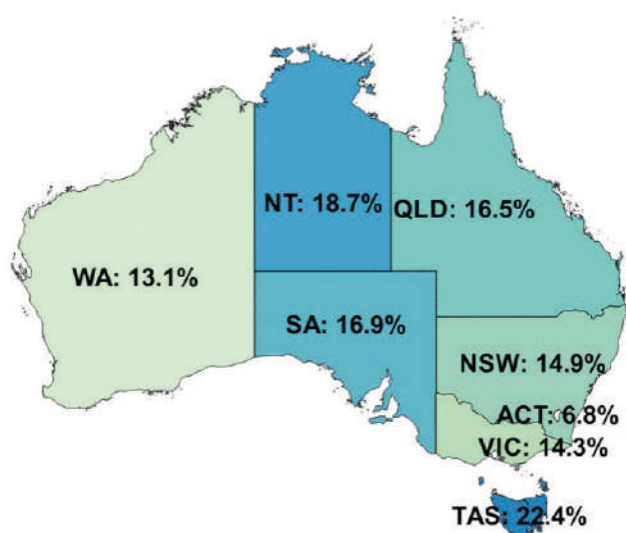 NT: 18.7%
QLD: 16.5%
WA: 13.1%
SA: 16.9%
NSW: 14.9%
ACT: 6.8%
VIC: 14.3%
TAS: 22.4%